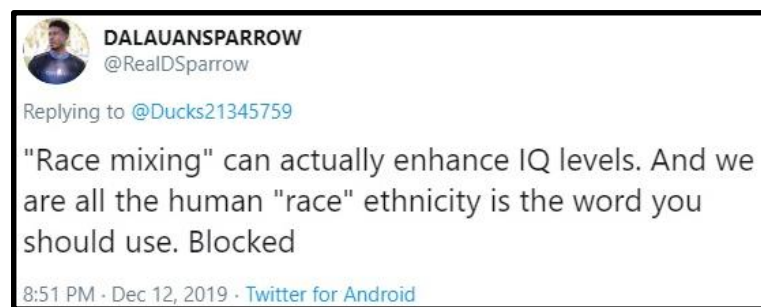 DALAUANSPARROW
@RealDSparrow
Replying to @Ducks21345759
"Race mixing" can actually enhance IQ levels. And we
are all the human "race" ethnicity is the word you
should use. Blocked
8:51 PM · Dec 12, 2019 · Twitter for Android